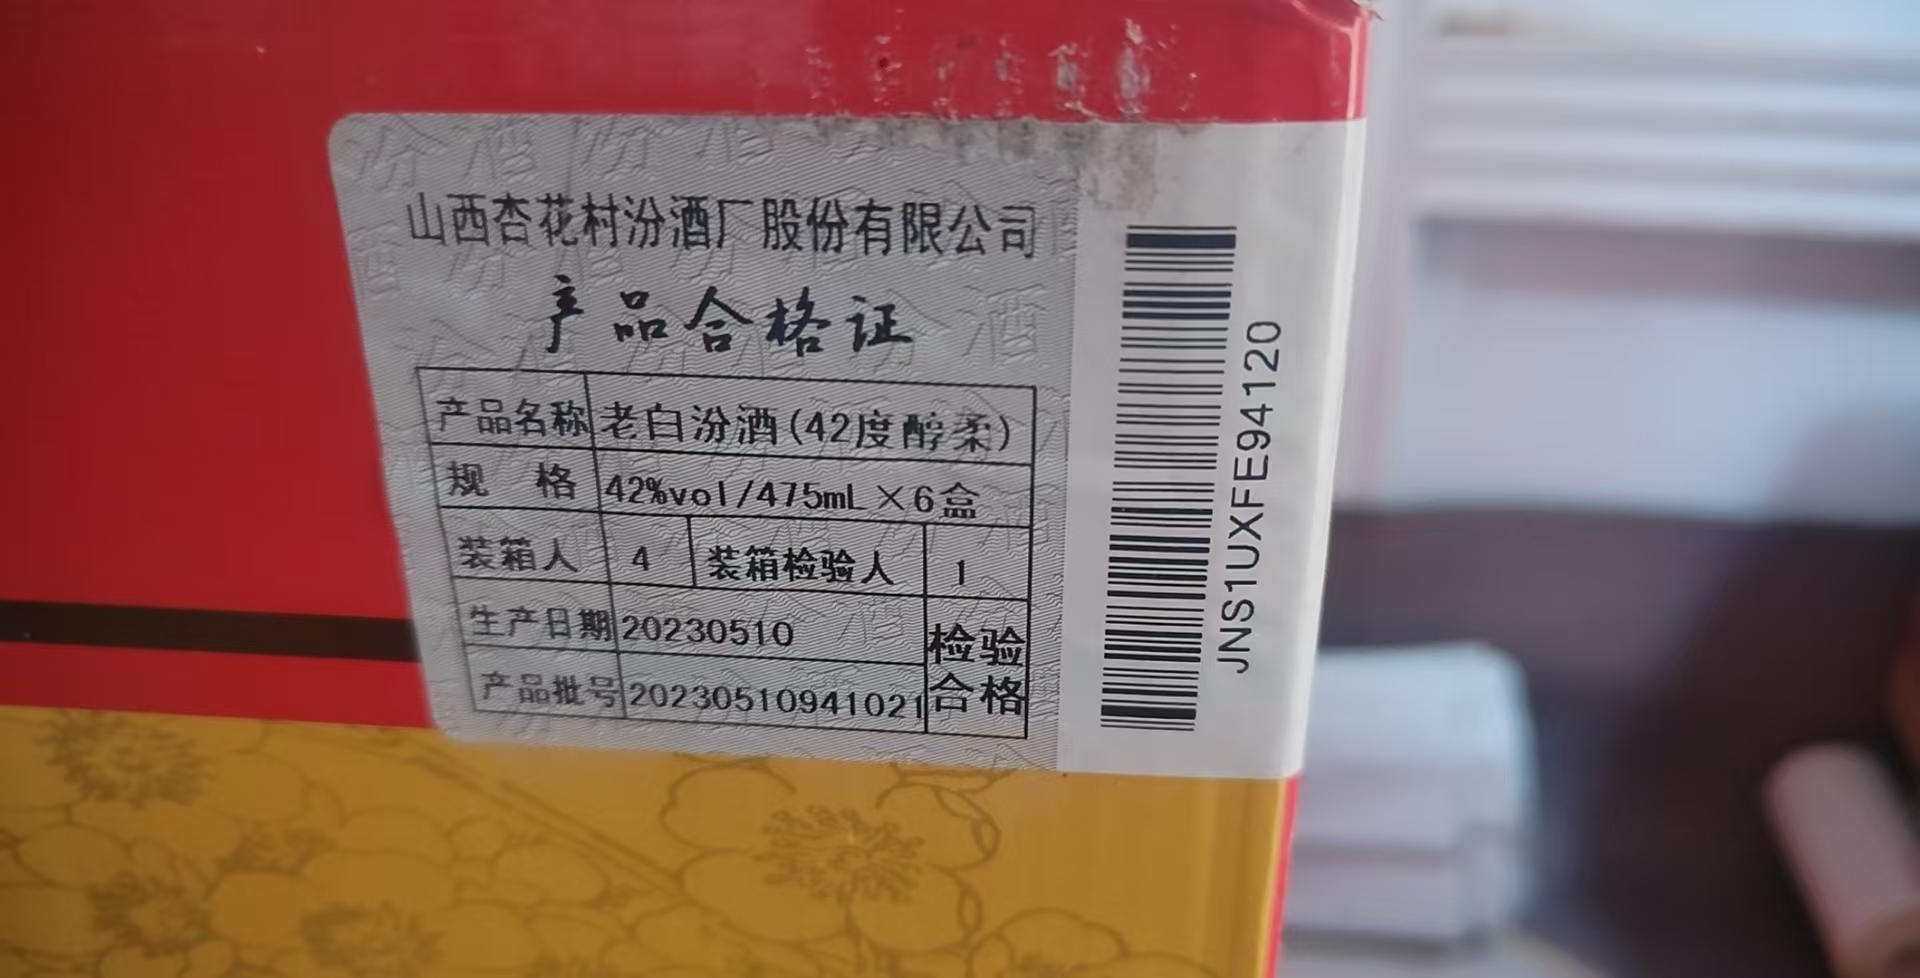 山西杏花村汾酒厂股份有限公司
产品合格证
产品名称 老白汾酒(42度醇柔)
规 格 42%vol/475mL×6盒
装箱人 4 装箱检验人 1
生产日期 20230510 检验
产品批号 20230510941021 合格
JNS1UXFE94120